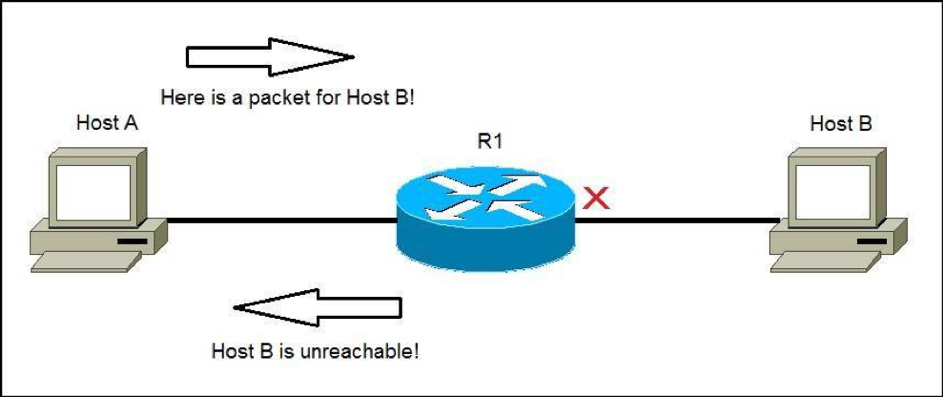 Here is a packet for Host B!
Host A
R1
Host B
Host B is unreachable!